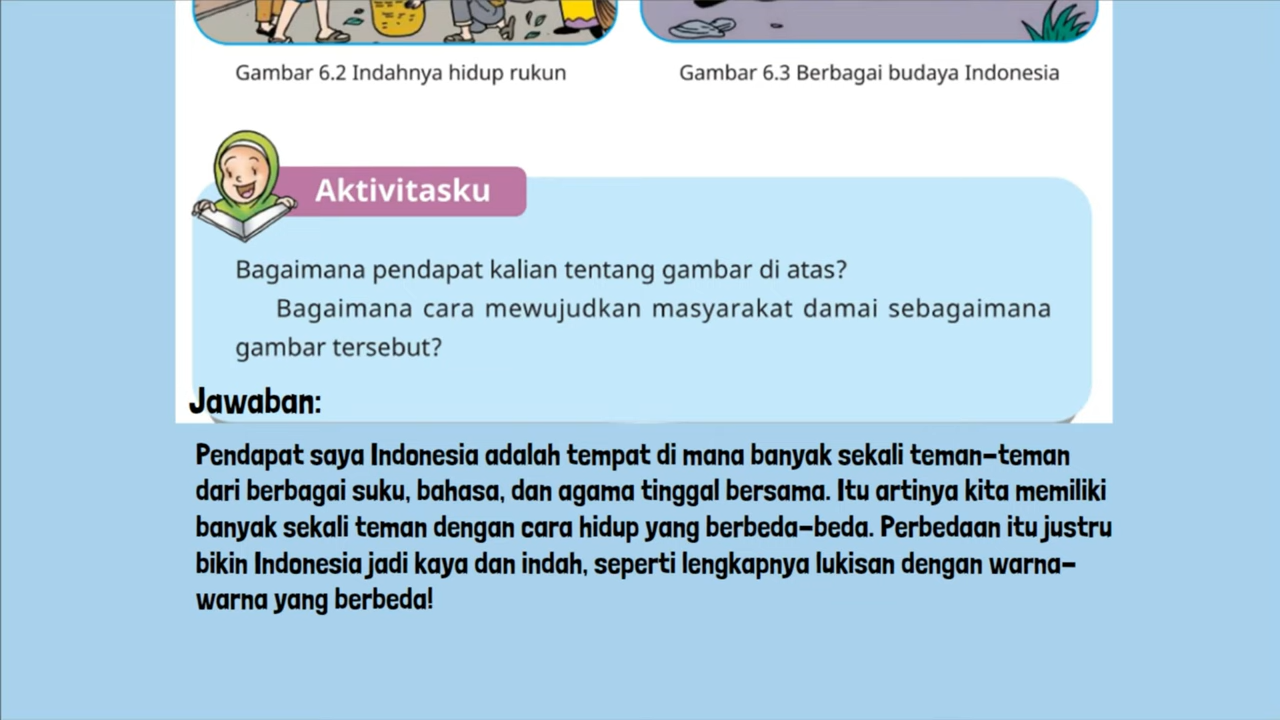 Gambar 6.2 Indahnya hidup rukun
Gambar 6.3 Berbagai budaya Indonesia
Aktivitasku
Bagaimana pendapat kalian tentang gambar di atas?
Bagaimana cara mewujudkan masyarakat damai sebagaimana
gambar tersebut?
Jawaban:
Pendapat saya Indonesia adalah tempat di mana banyak sekali teman-teman
dari berbagai suku, bahasa, dan agama tinggal bersama. Itu artinya kita memiliki
banyak sekali teman dengan cara hidup yang berbeda-beda. Perbedaan itu justru
bikin Indonesia jadi kaya dan indah, seperti lengkapnya lukisan dengan warna-
warna yang berbeda!